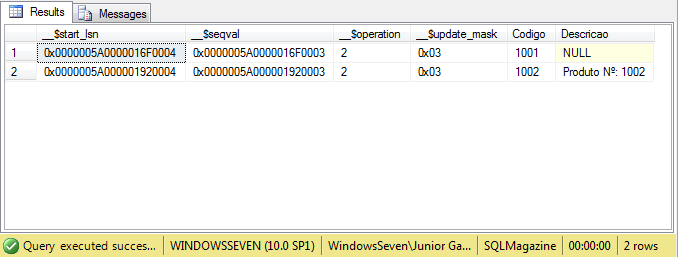 Results Messages
__$start_lsn __$seqval __$operation __$update_mask Codigo Descricao
1 0x0000005A0000016F0004 0x0000005A0000016F0003 2 0x03 1001 NULL
2 0x0000005A000001920004 0x0000005A000001920003 2 0x03 1002 Produto Nº: 1002
Query executed succes... WINDOWSSEVEN (10.0 SP1) WindowsSeven\Junior Ga... SQLMagazine 00:00:00 2 rows